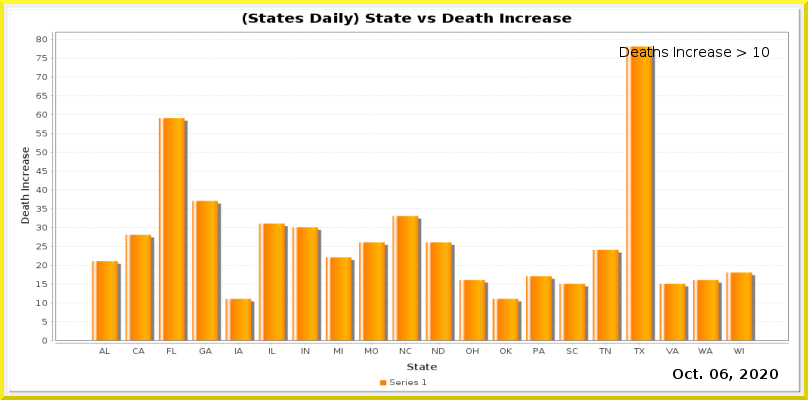 (States Daily) State vs Death Increase
Deaths Increase > 10
80
75
70
65
60
55
50
45
40
35
30
25
20
15
10
5
0
Death Increase
AL CA FL GA IA IL IN MI MO NC ND OH OK PA SC TN TX VA WA WI
State
Series 1
Oct. 06, 2020